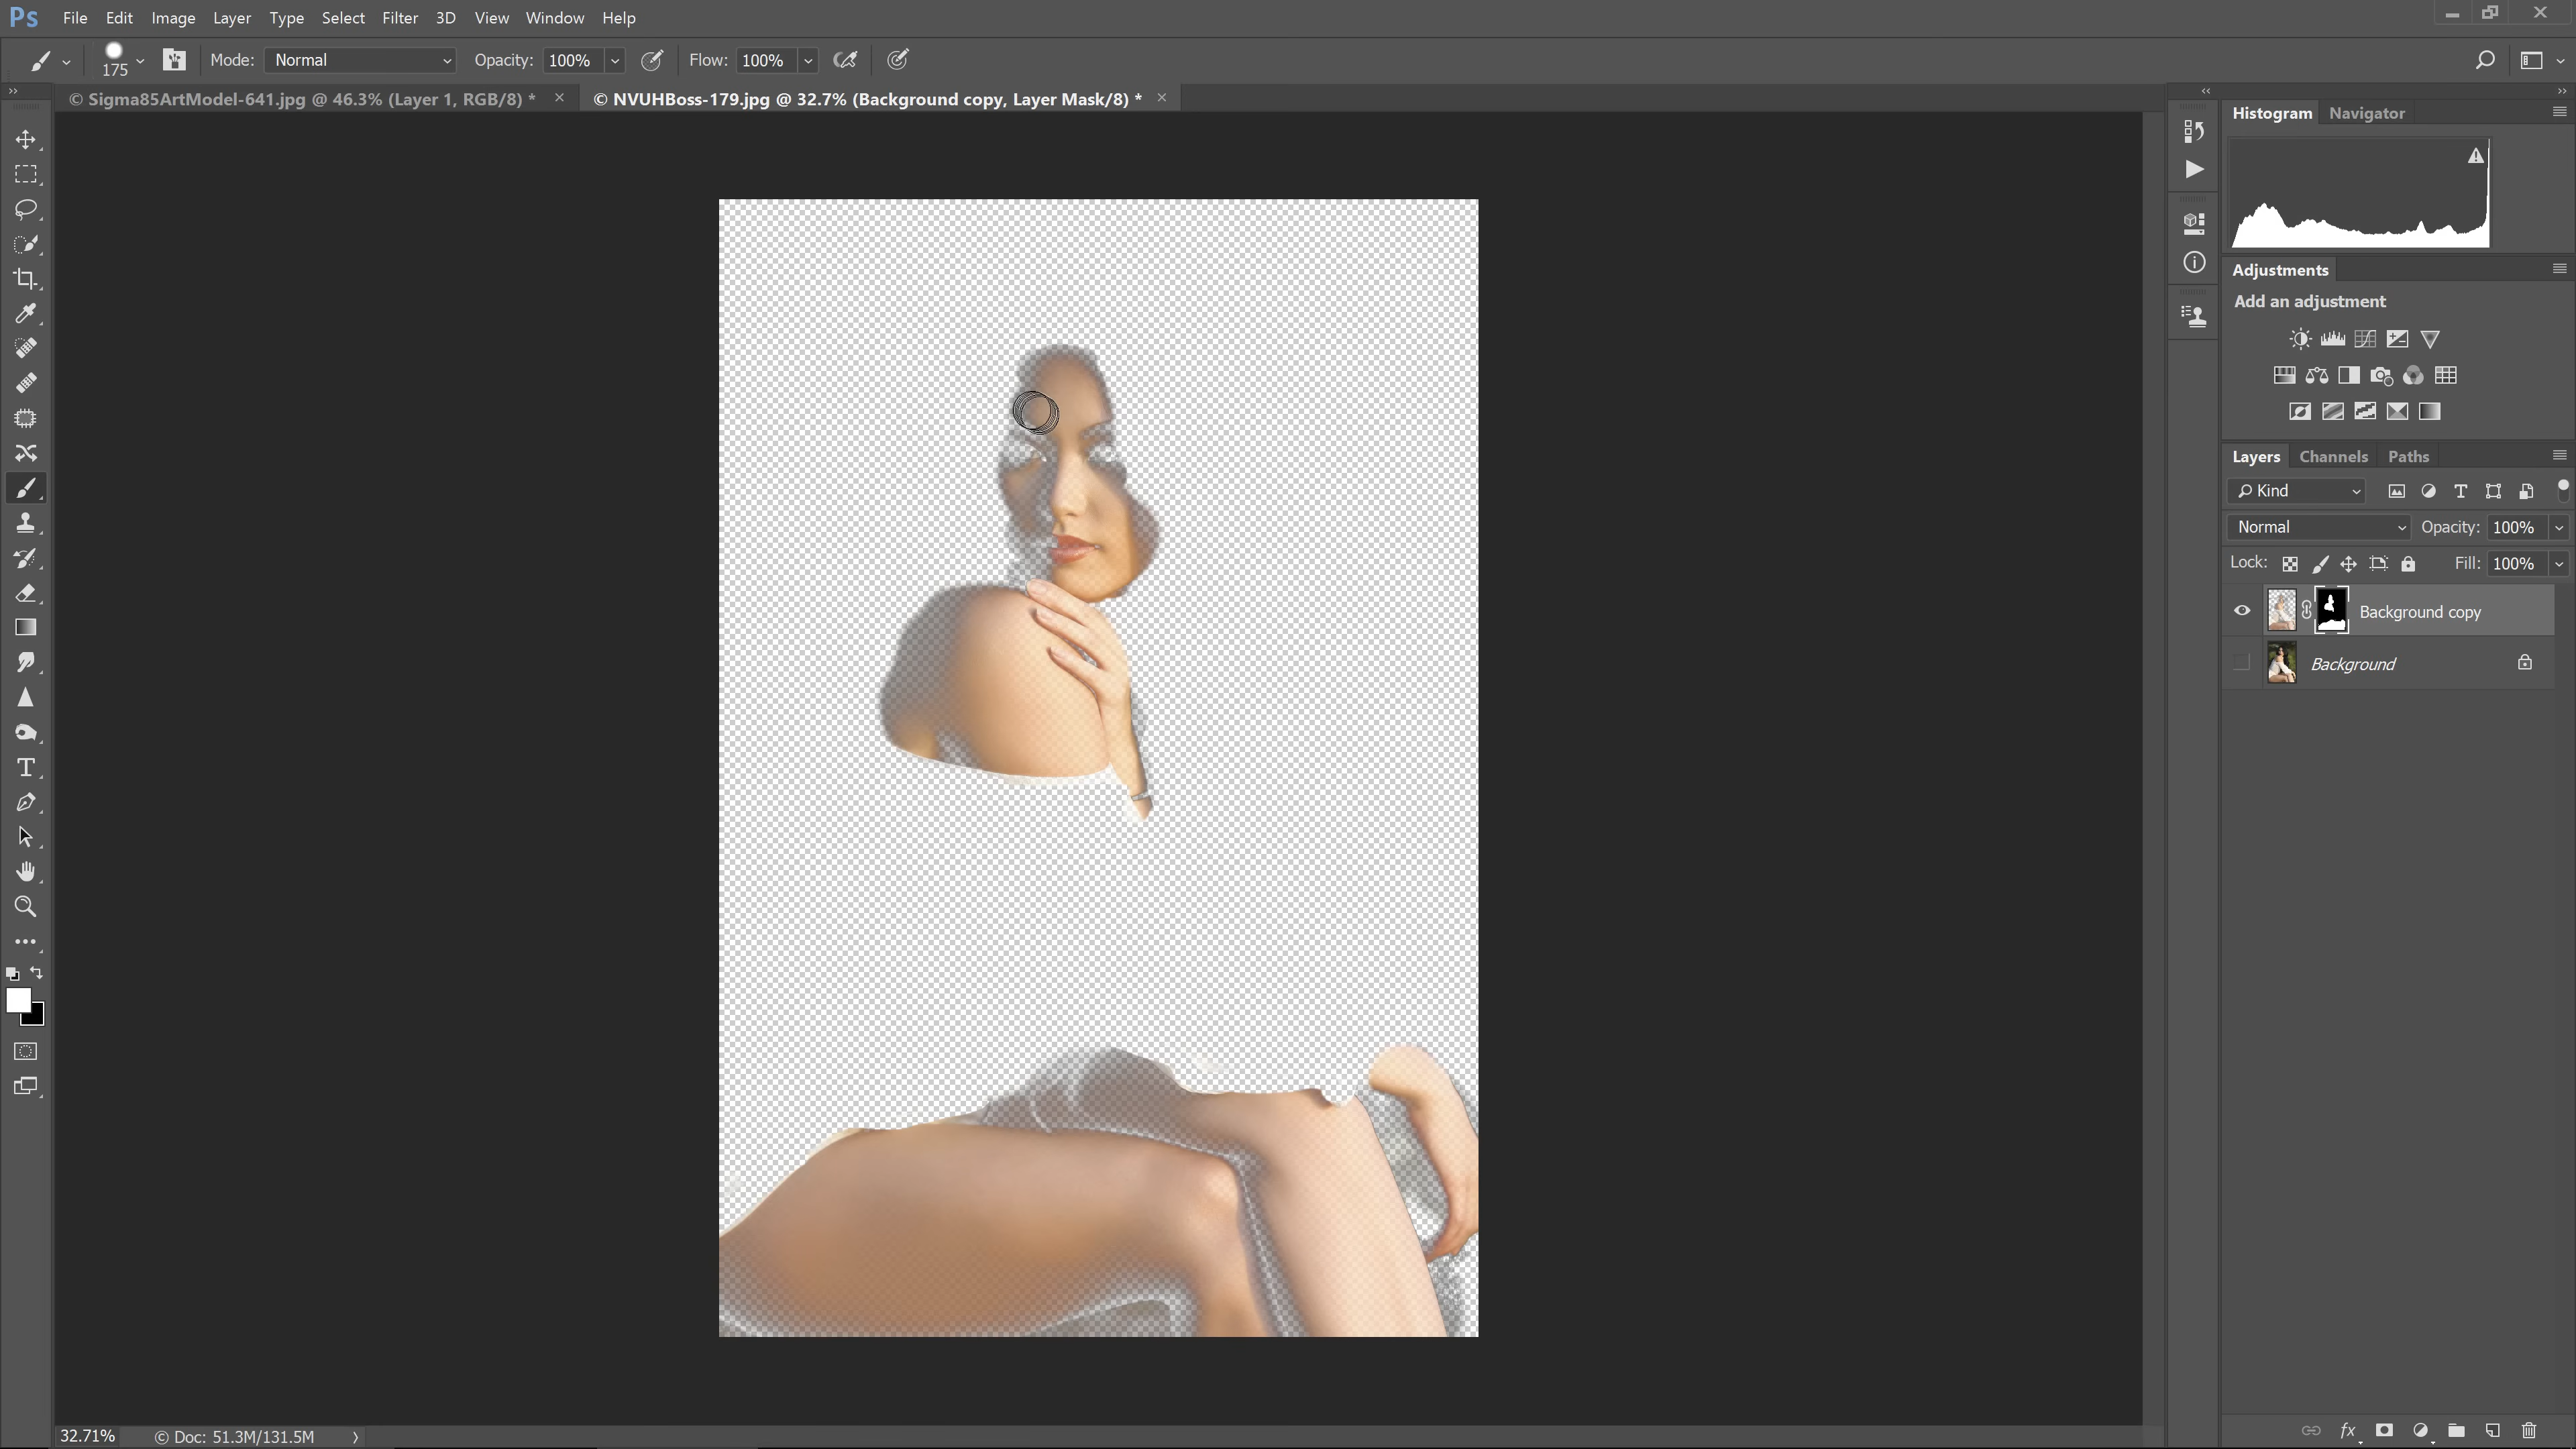 Ps File Edit Image Layer Type Select Filter 3D View Window Help
175 Mode: Normal Opacity: 100% Flow: 100%
© Sigma85ArtModel-641.jpg @ 46.3% (Layer 1, RGB/8) * × © NVUHBoss-179.jpg @ 32.7% (Background copy, Layer Mask/8) * ×
Histogram Navigator
Adjustments
Add an adjustment
Layers Channels Paths
Kind
Normal Opacity: 100%
Lock: Fill: 100%
Background copy
Background
fx
32.71% © Doc: 51.3M/131.5M